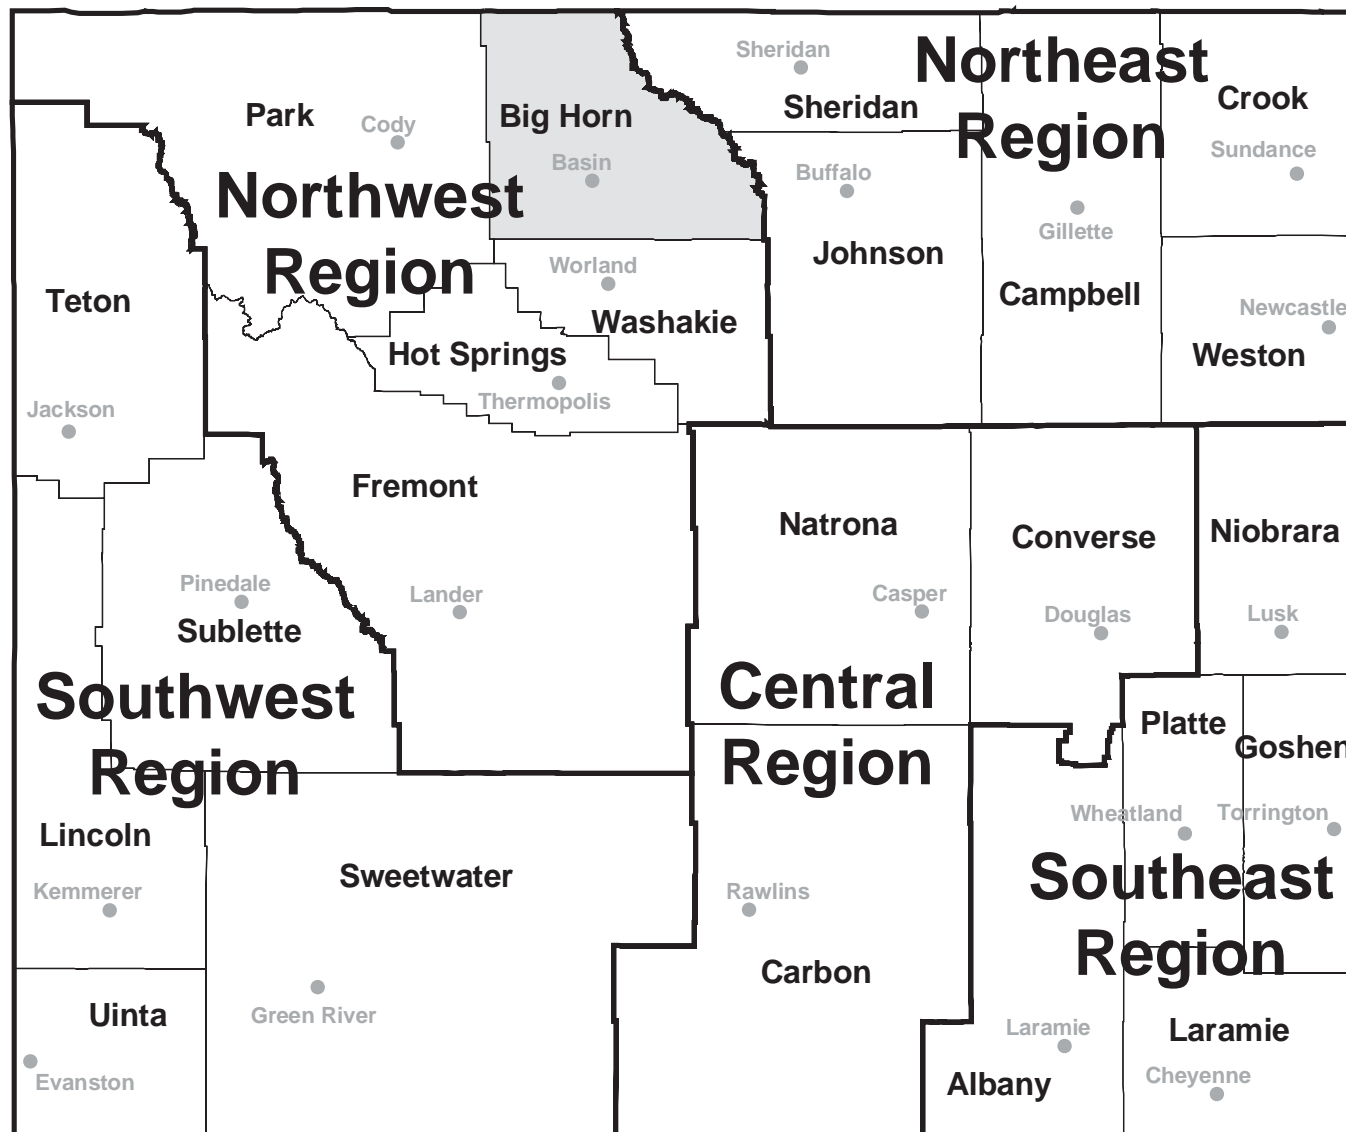 Sheridan
Northeast
Region
Crook
Park
Cody
Big Horn
Sheridan
Sundance
Basin
Buffalo
Northwest
Region
Gillette
Johnson
Worland
Teton
Campbell
Newcastle
Washakie
Hot Springs
Weston
Thermopolis
Jackson
Fremont
Natrona
Converse
Niobrara
Pinedale
Lander
Casper
Douglas
Lusk
Sublette
Southwest
Region
Central
Region
Platte
Goshen
Wheatland
Torrington
Lincoln
Sweetwater
Southeast
Region
Kemmerer
Rawlins
Carbon
Uinta
Green River
Laramie
Laramie
Evanston
Albany
Cheyenne